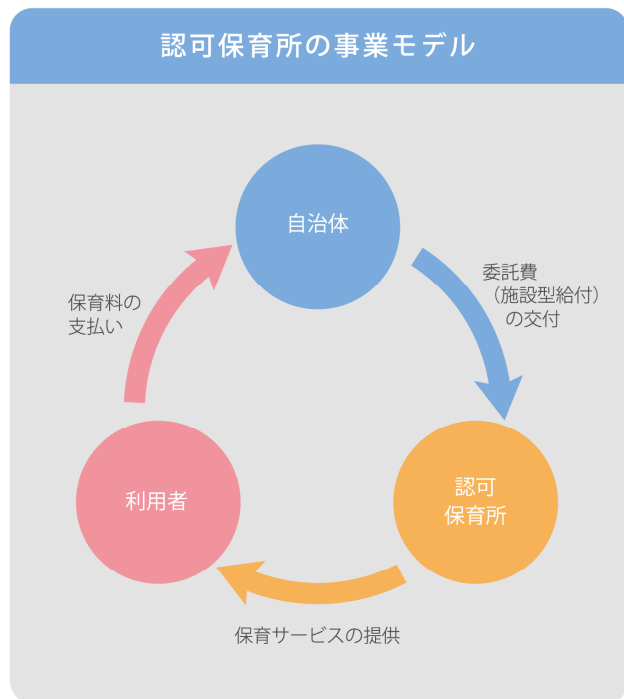 認可保育所の事業モデル
自治体
委託費
（施設型給付）
の交付
保育料の
支払い
利用者
認可
保育所
保育サービスの提供